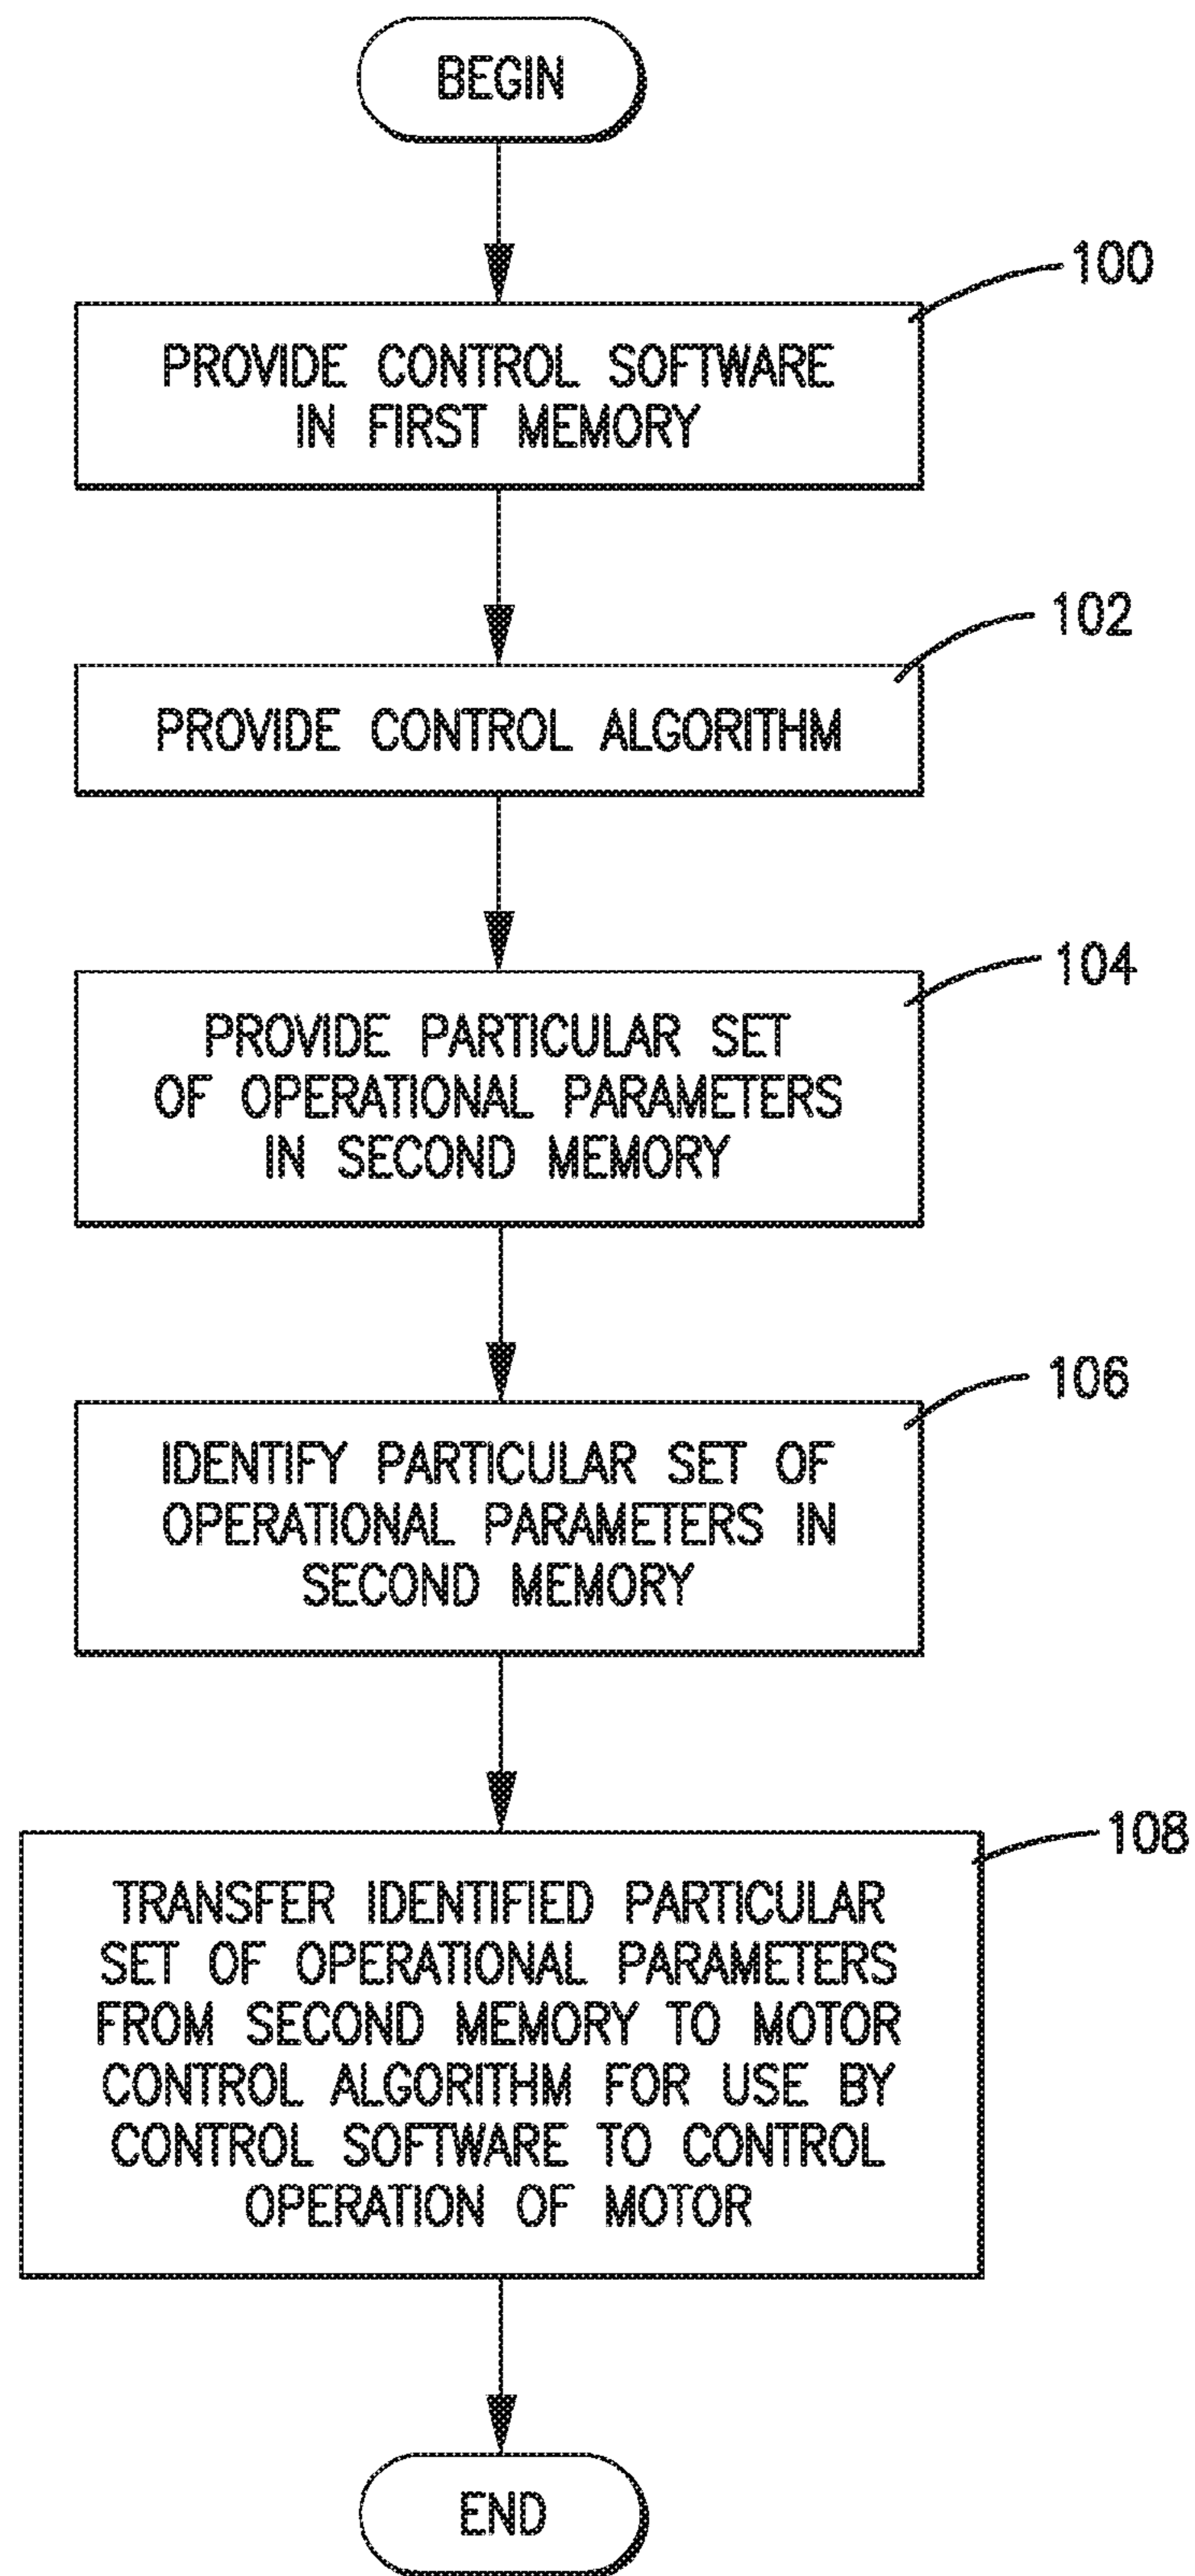 BEGIN
100
PROVIDE CONTROL SOFTWARE
IN FIRST MEMORY
102
PROVIDE CONTROL ALGORITHM
104
PROVIDE PARTICULAR SET
OF OPERATIONAL PARAMETERS
IN SECOND MEMORY
106
IDENTIFY PARTICULAR SET OF
OPERATIONAL PARAMETERS IN
SECOND MEMORY
108
TRANSFER IDENTIFIED PARTICULAR
SET OF OPERATIONAL PARAMETERS
FROM SECOND MEMORY TO MOTOR
CONTROL ALGORITHM FOR USE BY
CONTROL SOFTWARE TO CONTROL
OPERATION OF MOTOR
END